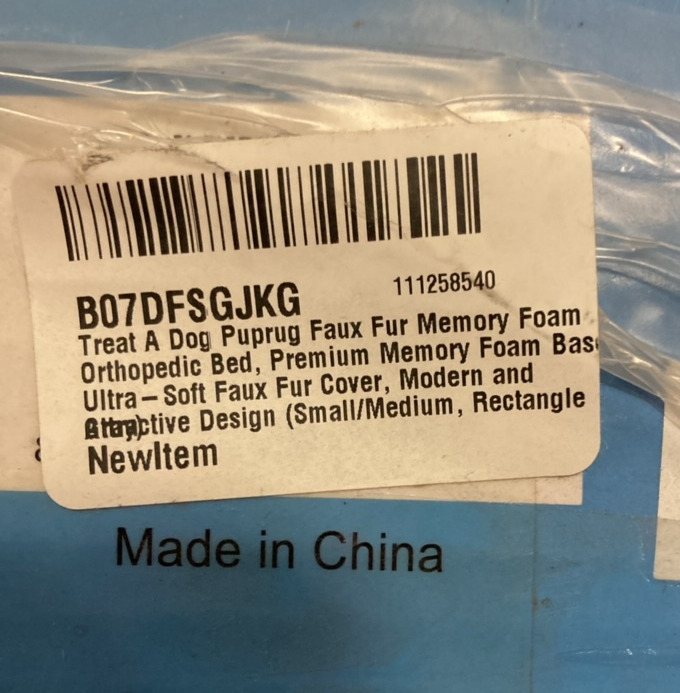 B07DFSGJKG
111258540
Treat A Dog Puprug Faux Fur Memory Foam
Orthopedic Bed, Premium Memory Foam Bas
Ultra-Soft Faux Fur Cover, Modern and
Attractive Design (Small/Medium, Rectangle
NewItem
Made in China